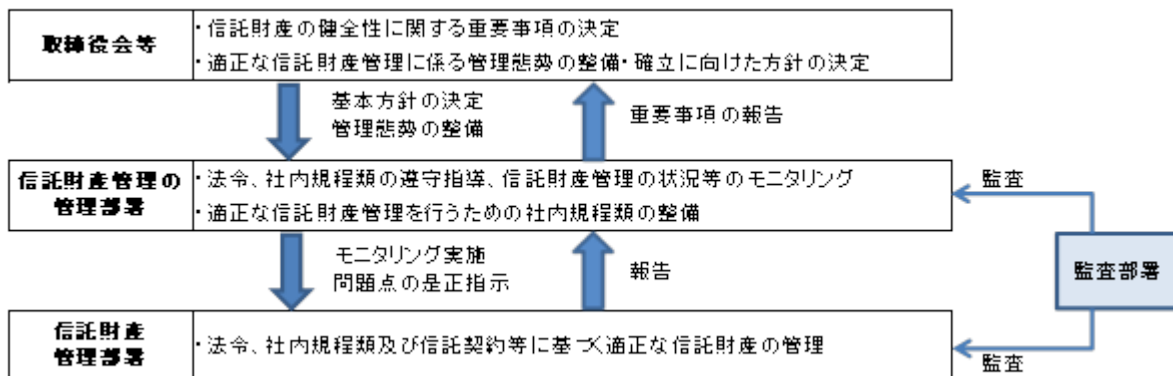 取締役会等
・信託財産の健全性に関する重要事項の決定
・適正な信託財産管理に係る管理態勢の整備・確立に向けた方針の決定
基本方針の決定
管理態勢の整備
重要事項の報告
信託財産管理の
管理部署
・法令、社内規程類の遵守指導、信託財産管理の状況等のモニタリング
・適正な信託財産管理を行うための社内規程類の整備
監査
モニタリング実施
問題点の是正指示
報告
監査部署
信託財産
管理部署
・法令、社内規程類及び信託契約等に基づく適正な信託財産の管理
監査